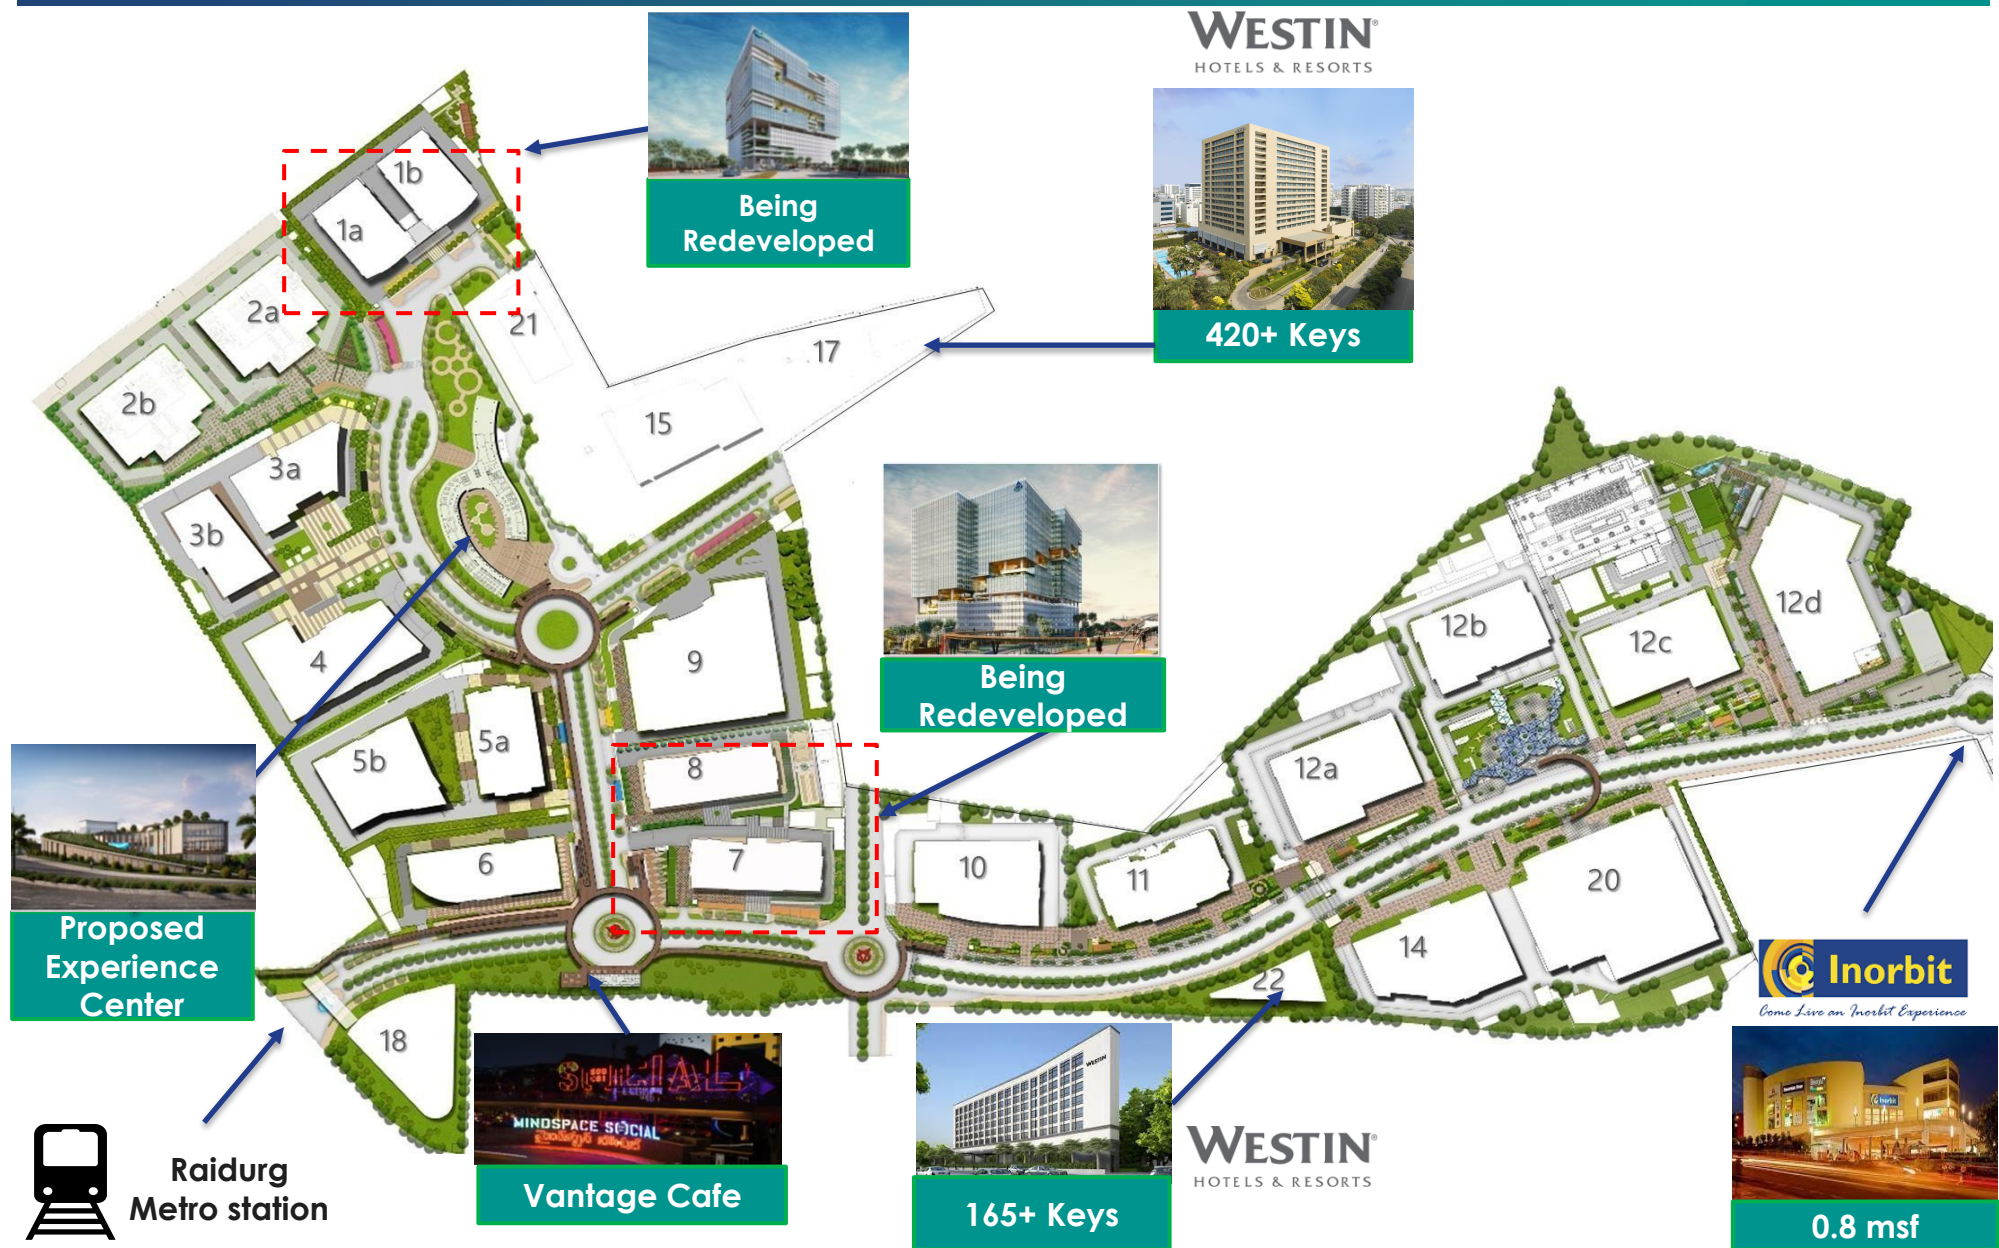 WESTIN®
HOTELS & RESORTS
Being
Redeveloped
420+ Keys
1b
1a
2a
21
17
2b
15
3a
3b
12d
12b
12c
4
9
Being
Redeveloped
5a
5b
8
12a
7
6
10
11
20
14
22
18
Proposed
Experience
Center
Inorbit
Come Live an Inorbit Experience
WESTIN
SOCIAL
MINDSPACE SOCIAL
Inorbit
Raidurg
Metro station
Vantage Cafe
165+ Keys
WESTIN®
HOTELS & RESORTS
0.8 msf